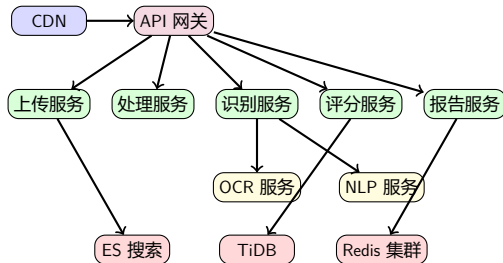 CDN
API 网关
上传服务
处理服务
识别服务
评分服务
报告服务
OCR 服务
NLP 服务
ES 搜索
TiDB
Redis 集群